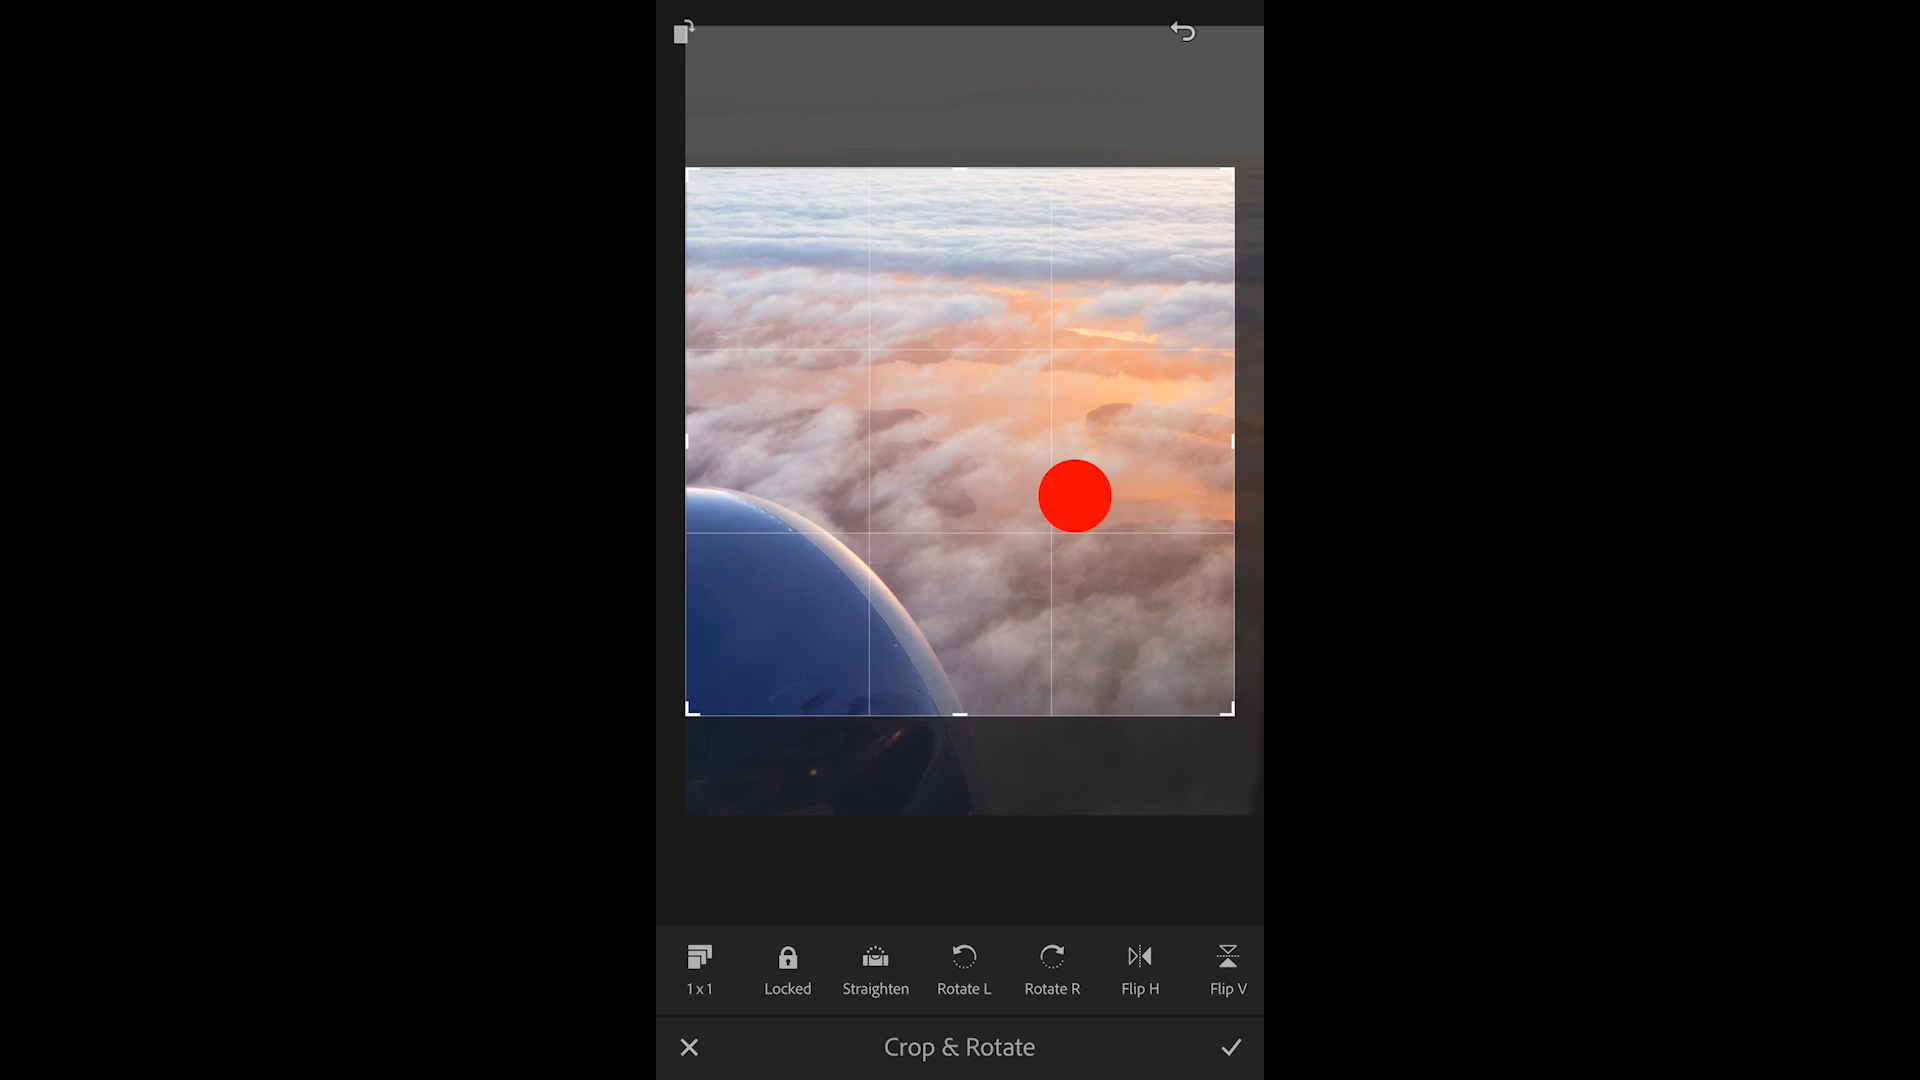 1 x 1
Locked
Straighten
Rotate L
Rotate R
Flip H
Flip V
Crop & Rotate